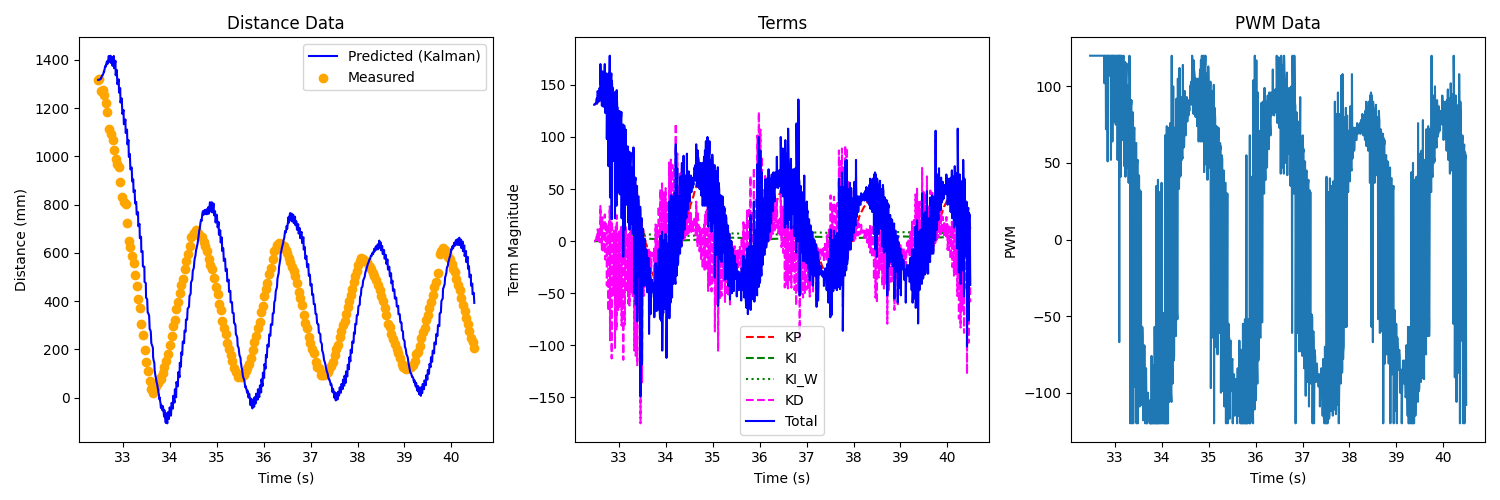 Distance Data
Distance (mm)
1400
1200
1000
800
600
400
200
0
33 34 35 36 37 38 39 40
Time (s)
Predicted (Kalman)
Measured
Terms
Term Magnitude
150
100
50
0
−50
−100
−150
33 34 35 36 37 38 39 40
Time (s)
KP
KI
KI_W
KD
Total
PWM Data
PWM
100
50
0
−50
−100
33 34 35 36 37 38 39 40
Time (s)